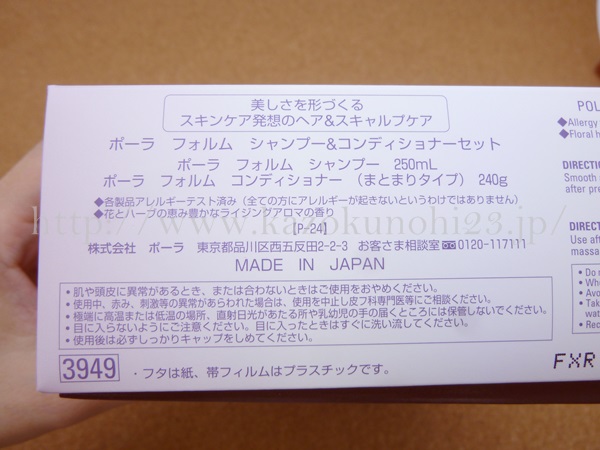 美しさを形づくる
スキンケア発想のヘア&スキャルプケア
ポーラ フォルム シャンプー&コンディショナーセット
ポーラ フォルム シャンプー 250mL
ポーラ フォルム コンディショナー (まとまりタイプ) 240g
◆各製品アレルギーテスト済み(全ての方にアレルギーが起きないというわけではありません)
◆花とハーブの恵み豊かなライジングアロマの香り
[P-24]
株式会社 ポーラ 東京都品川区西五反田2-2-3 お客さま相談室 0120-117111
MADE IN JAPAN
・肌や頭皮に異常があるとき、または合わないときはご使用をおやめください。
・使用中、赤み、刺激等の異常があらわれた場合は、使用を中止し皮フ科専門医等にご相談ください。
・極端に高温または低温の場所、直射日光があたる所や乳幼児の手の届くところには保管しないでください。
・目に入らないようにご注意ください。目に入ったときはすぐに洗い流してください。
・使用後は必ずしっかりキャップをしめてください。
3949 ・フタは紙、帯フィルムはプラスチックです。
POL
◆Allergy
◆Floral h
DIRECTI
Smooth
after pre
DIRECT
Use aft
massa
• Do n
• Whe
• Avo
• Tak
wat
• Rec
FXR
http://www.kazokunohi23.jp/